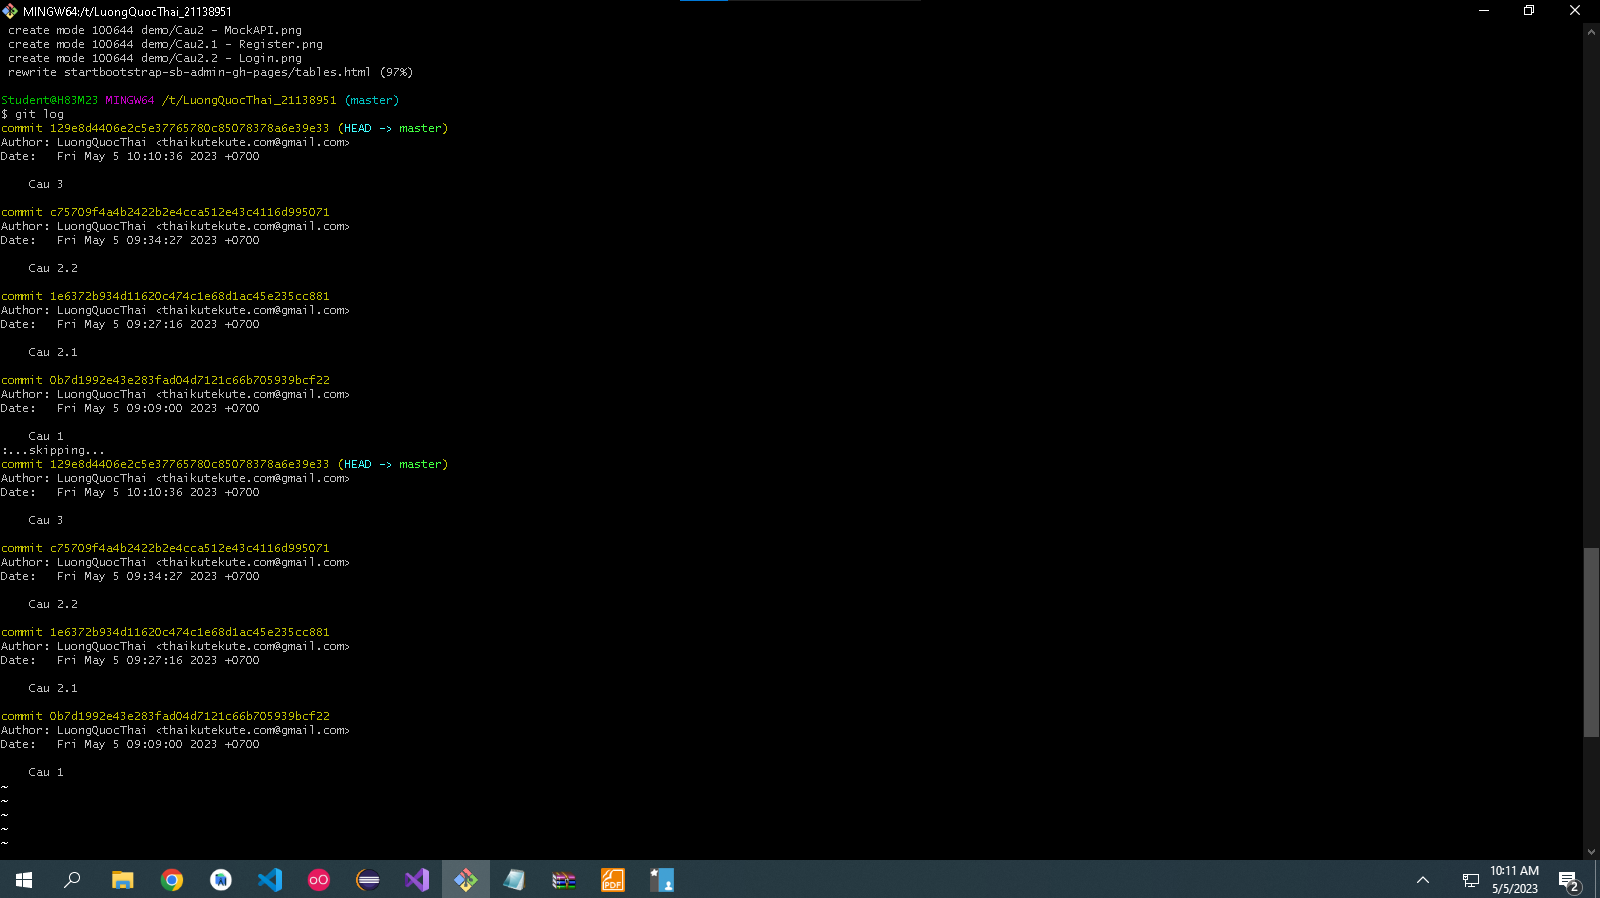 MINGW64:/t/LuongQuocThai_21138951
create mode 100644 demo/Cau2 - MockAPI.png
create mode 100644 demo/Cau2.1 - Register.png
create mode 100644 demo/Cau2.2 - Login.png
rewrite startbootstrap-sb-admin-gh-pages/tables.html (97%)
Student@H83M23 MINGW64 /t/LuongQuocThai_21138951 (master)
$ git log
commit 129e8d4406e2c5e37765780c85078378a6e39e33 (HEAD -> master)
Author: LuongQuocThai <thaikutekute.com@gmail.com>
Date:   Fri May 5 10:10:36 2023 +0700
Cau 3
commit c75709f4a4b2422b2e4cca512e43c4116d995071
Author: LuongQuocThai <thaikutekute.com@gmail.com>
Date:   Fri May 5 09:34:27 2023 +0700
Cau 2.2
commit 1e6372b934d11620c474c1e68d1ac45e235cc881
Author: LuongQuocThai <thaikutekute.com@gmail.com>
Date:   Fri May 5 09:27:16 2023 +0700
Cau 2.1
commit 0b7d1992e43e283fad04d7121c66b705939bcf22
Author: LuongQuocThai <thaikutekute.com@gmail.com>
Date:   Fri May 5 09:09:00 2023 +0700
Cau 1
:...skipping...
commit 129e8d4406e2c5e37765780c85078378a6e39e33 (HEAD -> master)
Author: LuongQuocThai <thaikutekute.com@gmail.com>
Date:   Fri May 5 10:10:36 2023 +0700
Cau 3
commit c75709f4a4b2422b2e4cca512e43c4116d995071
Author: LuongQuocThai <thaikutekute.com@gmail.com>
Date:   Fri May 5 09:34:27 2023 +0700
Cau 2.2
commit 1e6372b934d11620c474c1e68d1ac45e235cc881
Author: LuongQuocThai <thaikutekute.com@gmail.com>
Date:   Fri May 5 09:27:16 2023 +0700
Cau 2.1
commit 0b7d1992e43e283fad04d7121c66b705939bcf22
Author: LuongQuocThai <thaikutekute.com@gmail.com>
Date:   Fri May 5 09:09:00 2023 +0700
Cau 1
~
~
~
~
~
PDF
10:11 AM
5/5/2023
2